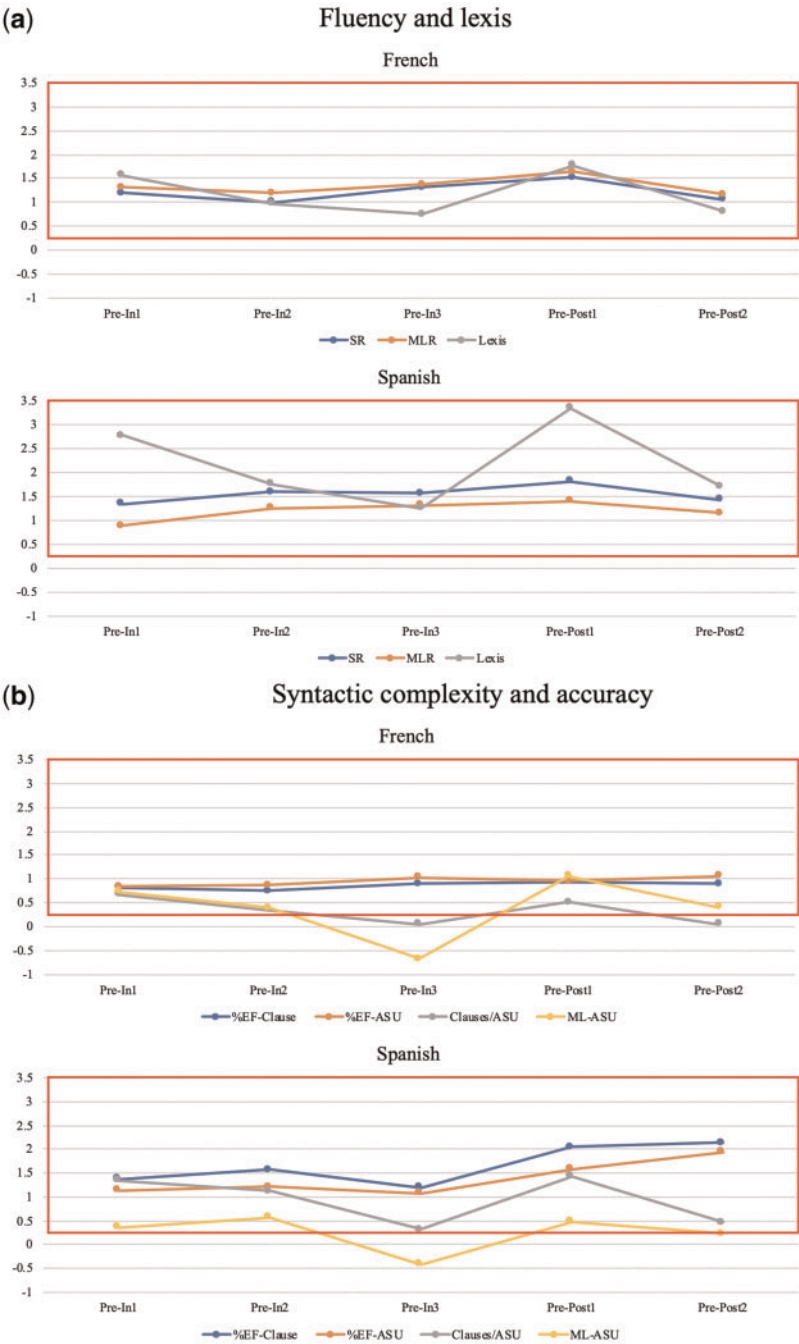 (a)
Fluency and lexis
French
3.5
3
2.5
2
1.5
1
0.5
0
-0.5
-1
Pre-In1 Pre-In2 Pre-In3 Pre-Post1 Pre-Post2
SR MLR Lexis
Spanish
3.5
3
2.5
2
1.5
1
0.5
0
-0.5
-1
Pre-In1 Pre-In2 Pre-In3 Pre-Post1 Pre-Post2
SR MLR Lexis
(b)
Syntactic complexity and accuracy
French
3.5
3
2.5
2
1.5
1
0.5
0
-0.5
-1
Pre-In1 Pre-In2 Pre-In3 Pre-Post1 Pre-Post2
%EF-Clause %EF-ASU Clauses/ASU ML-ASU
Spanish
3.5
3
2.5
2
1.5
1
0.5
0
-0.5
-1
Pre-In1 Pre-In2 Pre-In3 Pre-Post1 Pre-Post2
%EF-Clause %EF-ASU Clauses/ASU ML-ASU